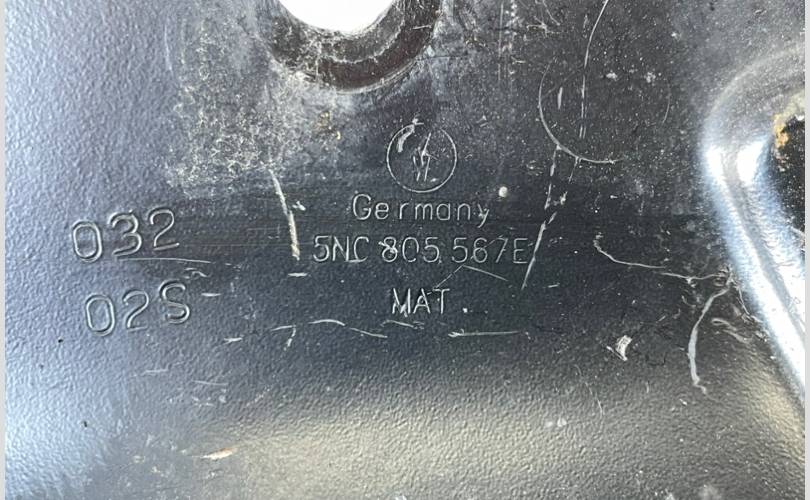 Germany
032
5NC 805 567E
02S
MAT.